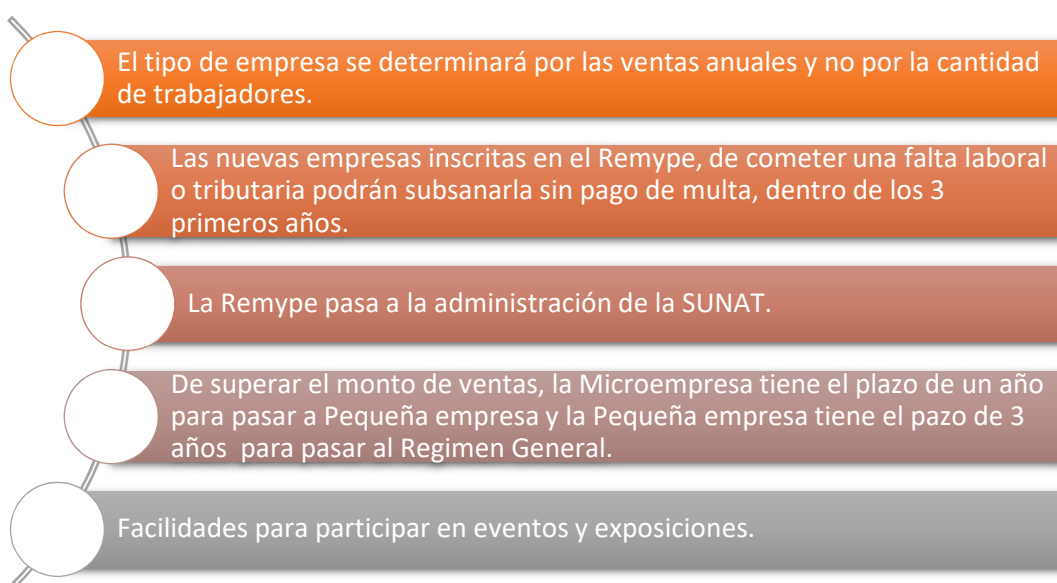 El tipo de empresa se determinará por las ventas anuales y no por la cantidad
de trabajadores.
Las nuevas empresas inscritas en el Remype, de cometer una falta laboral
o tributaria podrán subsanarla sin pago de multa, dentro de los 3
primeros años.
La Remype pasa a la administración de la SUNAT.
De superar el monto de ventas, la Microempresa tiene el plazo de un año
para pasar a Pequeña empresa y la Pequeña empresa tiene el pazo de 3
años para pasar al Regimen General.
Facilidades para participar en eventos y exposiciones.